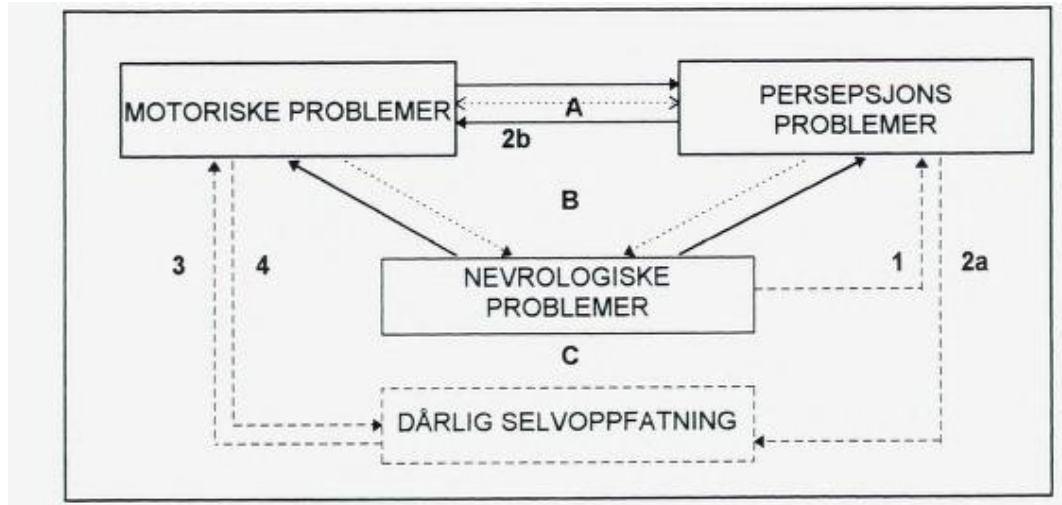 MOTORISKE PROBLEMER
PERSEPSJONS
PROBLEMER
A
2b
B
3
4
NEVROLOGISKE
PROBLEMER
1
2a
C
DÅRLIG SELVOPPFATNING